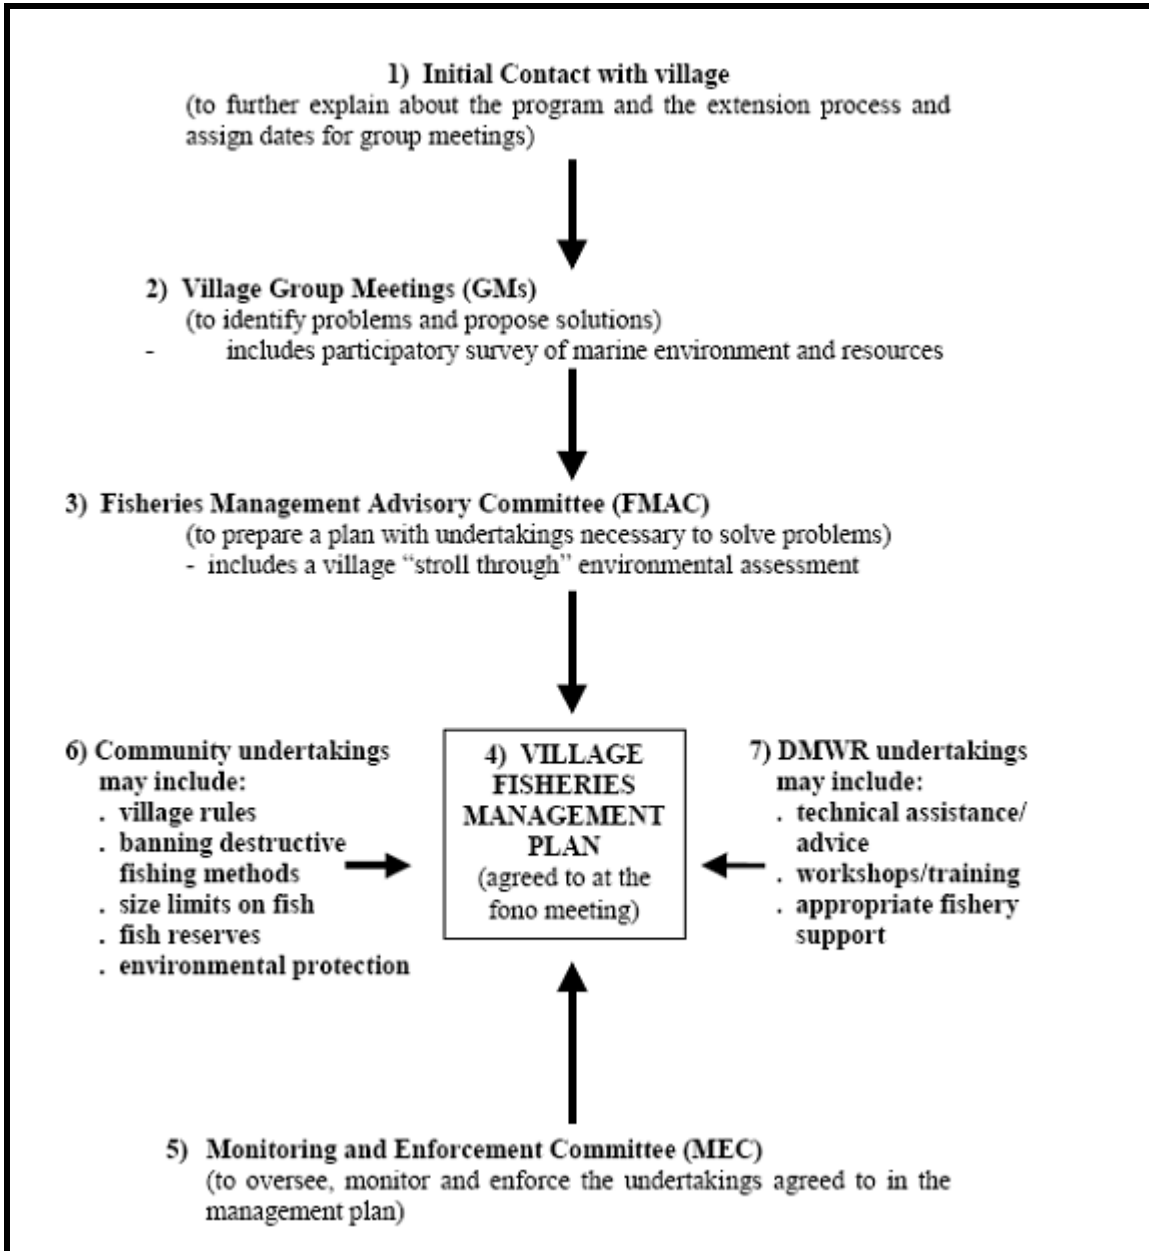 1) Initial Contact with village
(to further explain about the program and the extension process and
assign dates for group meetings)
2) Village Group Meetings (GMs)
(to identify problems and propose solutions)
- includes participatory survey of marine environment and resources
3) Fisheries Management Advisory Committee (FMAC)
(to prepare a plan with undertakings necessary to solve problems)
- includes a village “stroll through” environmental assessment
6) Community undertakings
may include:
. village rules
. banning destructive
fishing methods
. size limits on fish
. fish reserves
. environmental protection
4) VILLAGE
FISHERIES
MANAGEMENT
PLAN
(agreed to at the
fono meeting)
7) DMWR undertakings
may include:
. technical assistance/
advice
. workshops/training
. appropriate fishery
support
5) Monitoring and Enforcement Committee (MEC)
(to oversee, monitor and enforce the undertakings agreed to in the
management plan)